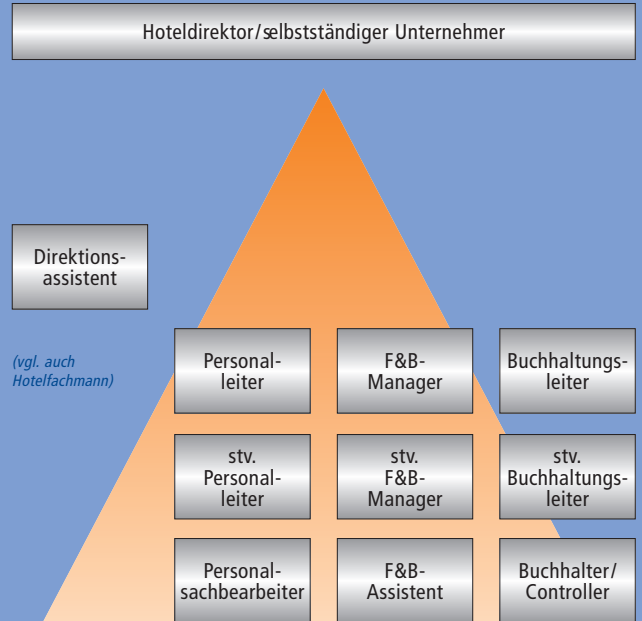 Hoteldirektor/selbstständiger Unternehmer
Direktions-
assistent
(vgl. auch
Hotelfachmann)
Personal-
leiter
F&B-
Manager
Buchhaltungs-
leiter
stv.
Personal-
leiter
stv.
F&B-
Manager
stv.
Buchhaltungs-
leiter
Personal-
sachbearbeiter
F&B-
Assistent
Buchhalter/
Controller